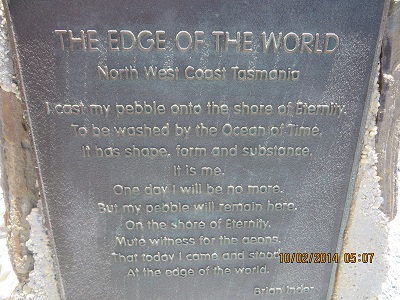 THE EDGE OF THE WORLD
North West Coast Tasmania
I cast my pebble onto the shore of Eternity.
To be washed by the Ocean of Time.
It has shape, form and substance.
It is me.
One day I will be no more.
But my pebble will remain here.
On the shore of Eternity.
Mute witness for the aeons.
That today I came and stood
At the edge of the world.
Brian Inder
10/02/2014 05:07